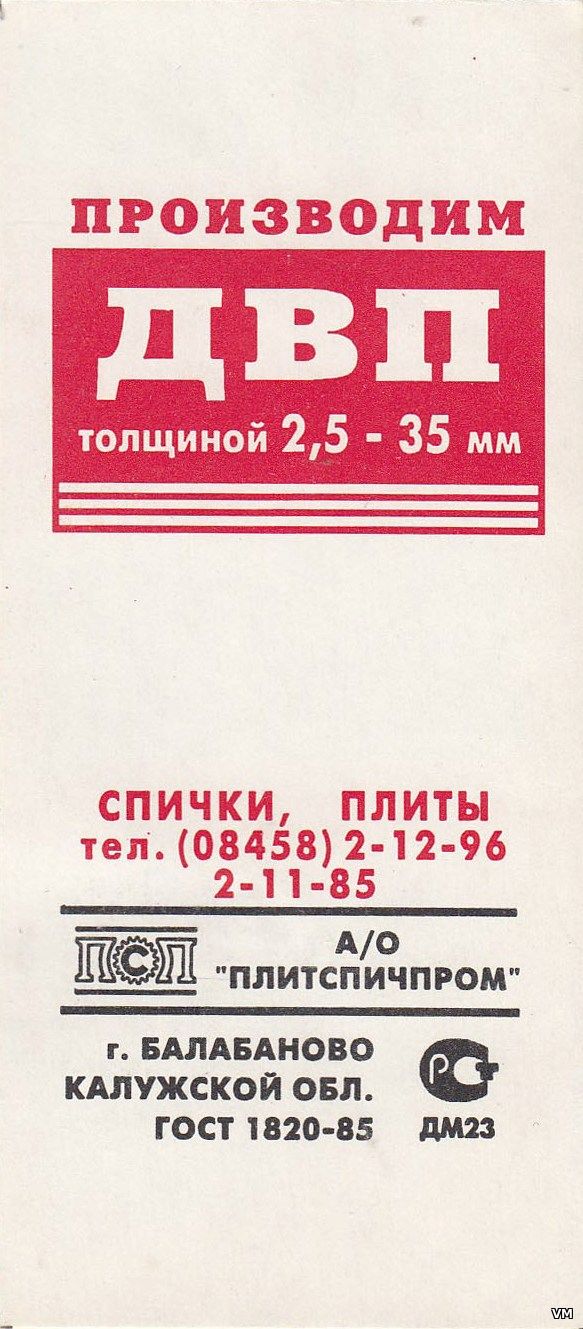 ПРОИЗВОДИМ
ДВП
толщиной 2,5 - 35 мм
СПИЧКИ, ПЛИТЫ
тел. (08458) 2-12-96
2-11-85
ПСП
А/О
"ПЛИТСПИЧПРОМ"
г. БАЛАБАНОВО
КАЛУЖСКОЙ ОБЛ.
ГОСТ 1820-85
РСТ
ДМ23
VM